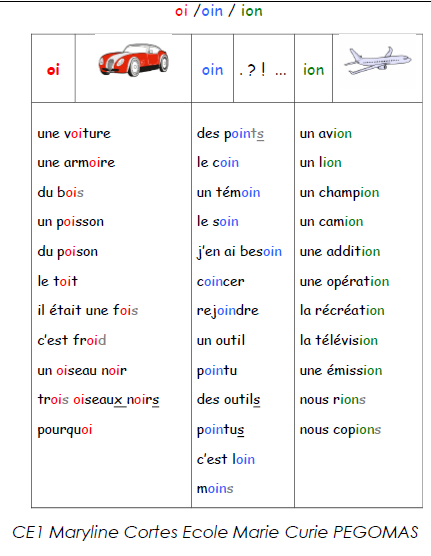 oi /oin / ion
oi
oin
. ? ! ...
ion
une voiture
une armoire
du bois
un poisson
du poison
le toit
il était une fois
c'est froid
un oiseau noir
trois oiseaux noirs
pourquoi
des points
le coin
un témoin
le soin
j'en ai besoin
coincer
rejoindre
un outil
pointu
des outils
pointus
c'est loin
moins
un avion
un lion
un champion
un camion
une addition
une opération
la récréation
la télévision
une émission
nous rions
nous copions
CE1 Maryline Cortes Ecole Marie Curie PEGOMAS